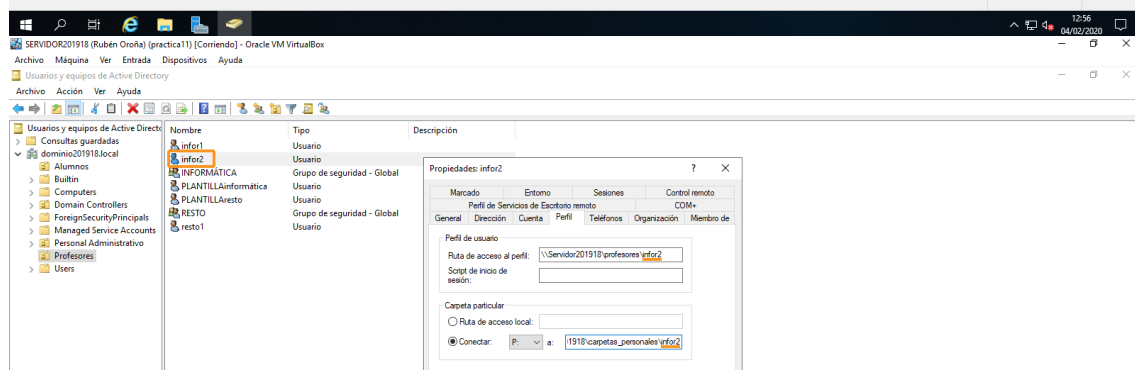 12:56
04/02/2020
SERVIDOR201918 (Rubén Oroña) (practica11) [Corriendo] - Oracle VM VirtualBox
Archivo Máquina Ver Entrada Dispositivos Ayuda
Usuarios y equipos de Active Directory
Archivo Acción Ver Ayuda
Usuarios y equipos de Active Directo
Consultas guardadas
dominio201918.local
Alumnos
Builtin
Computers
Domain Controllers
ForeignSecurityPrincipals
Managed Service Accounts
Personal Administrativo
Profesores
Users
Nombre Tipo Descripción
infor1 Usuario
infor2 Usuario
INFORMÁTICA Grupo de seguridad - Global
PLANTILLAinformática Usuario
PLANTILLAresto Usuario
RESTO Grupo de seguridad - Global
resto1 Usuario
Propiedades: infor2 ? X
Marcado Entorno Sesiones Control remoto
Perfil de Servicios de Escritorio remoto COM+
General Dirección Cuenta Perfil Teléfonos Organización Miembro de
Perfil de usuario
Ruta de acceso al perfil: \\Servidor201918\profesores\infor2
Script de inicio de
sesión:
Carpeta particular
Ruta de acceso local:
Conectar: P: a: 1918\carpetas_personales\infor2